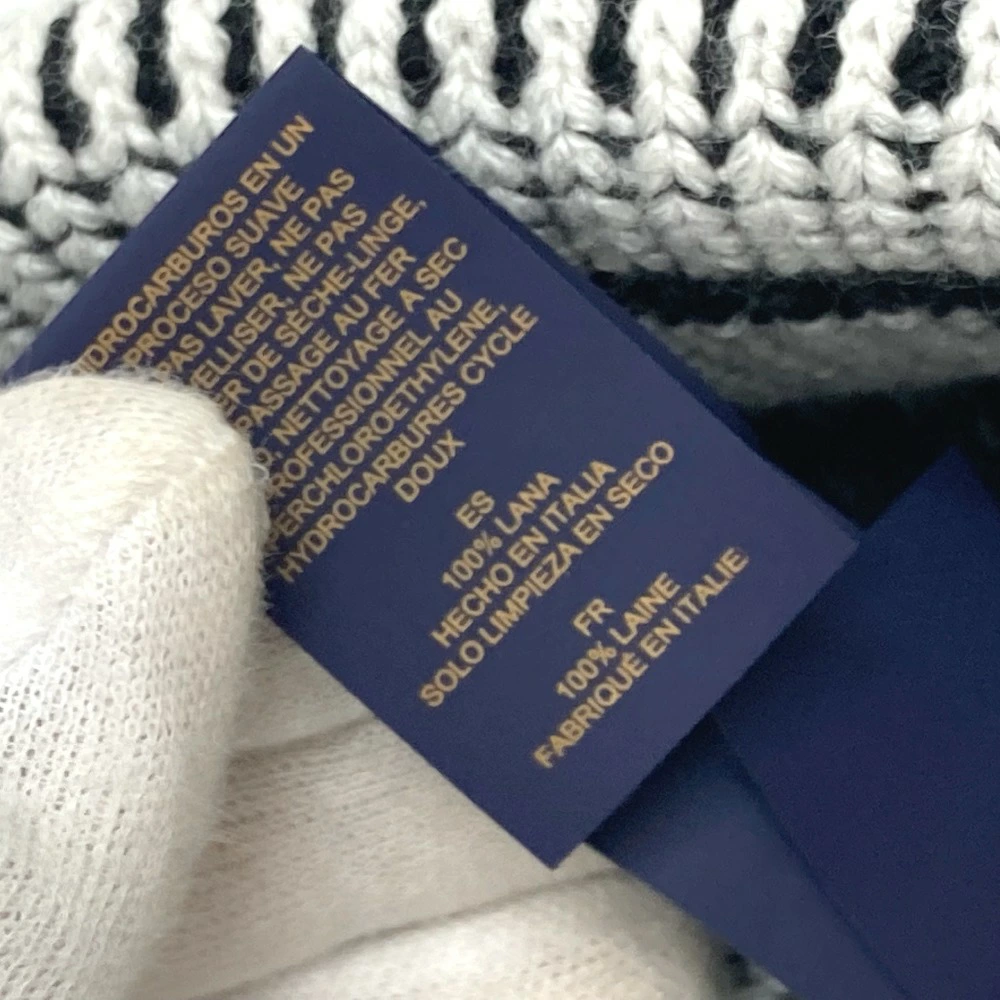 HIDROCARBUROS EN UN
PROCESO SUAVE
PAS LAVER, NE PAS
NE PAS
DE SÈCHE-LINGE,
PASSAGE AU FER
NETTOYAGE A SEC
PROFESSIONNEL AU
PERCHLOROETHYLENE,
HYDROCARBURES CYCLE
DOUX
ES
100% LANA
HECHO EN ITALIA
SOLO LIMPIEZA EN SECO
FR
100% LAINE
FABRIQUÉ EN ITALIE